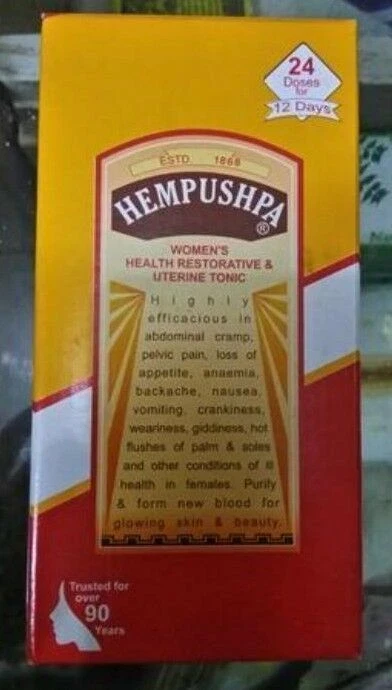 24
Doses
for
12 Days
ESTD. 1868
HEMPUSHPA
®
WOMEN'S
HEALTH RESTORATIVE &
UTERINE TONIC
Highly
efficacious in
abdominal cramp,
pelvic pain, loss of
appetite, anaemia,
backache, nausea,
vomiting, crankiness,
weariness, giddiness, hot
flushes of palm & soles
and other conditions of ill
health in females. Purify
& form new blood for
glowing skin & beauty.
Trusted for
over
90
Years